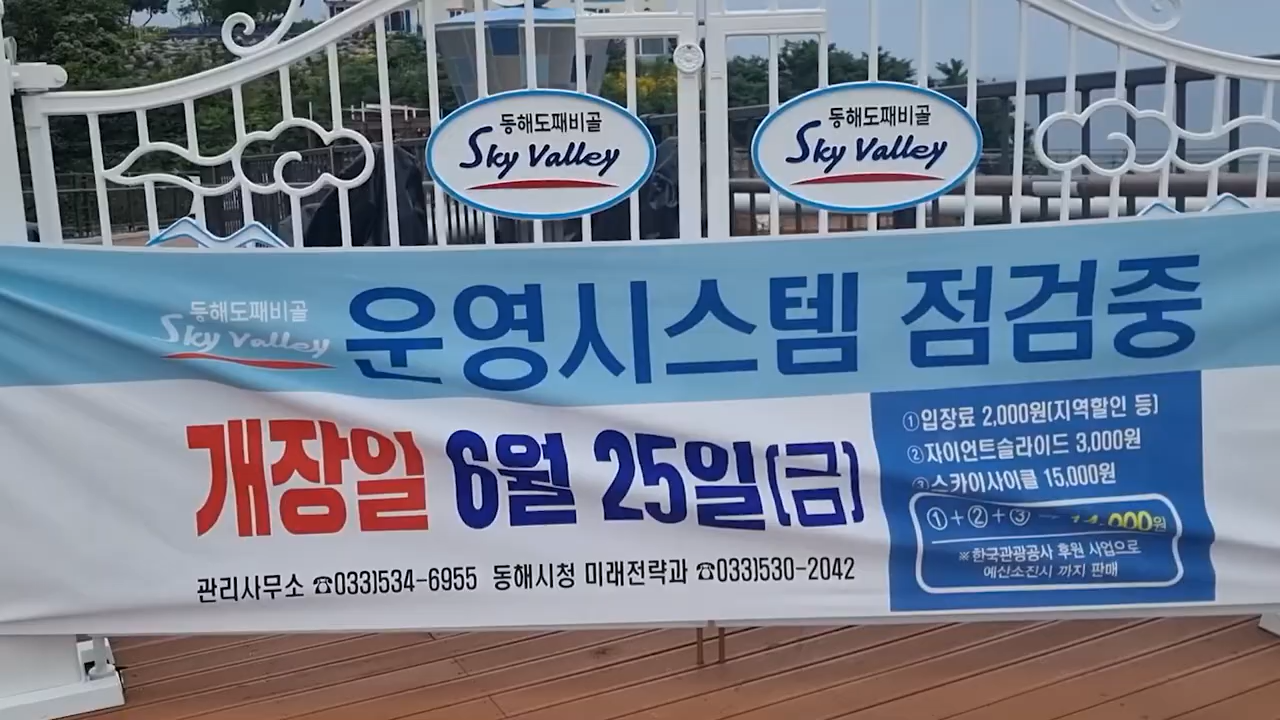 동해도째비골
Sky Valley
동해도째비골
Sky Valley
동해도째비골
Sky Valley
운영시스템 점검중
개장일 6월 25일(금)
①입장료 2,000원(지역할인 등)
②자이언트슬라이드 3,000원
③스카이사이클 15,000원
①+②+③ 14,000원
※한국관광공사 후원 사업으로
예산소진시 까지 판매
관리사무소 ☎033)534-6955 동해시청 미래전략과 ☎033)530-2042